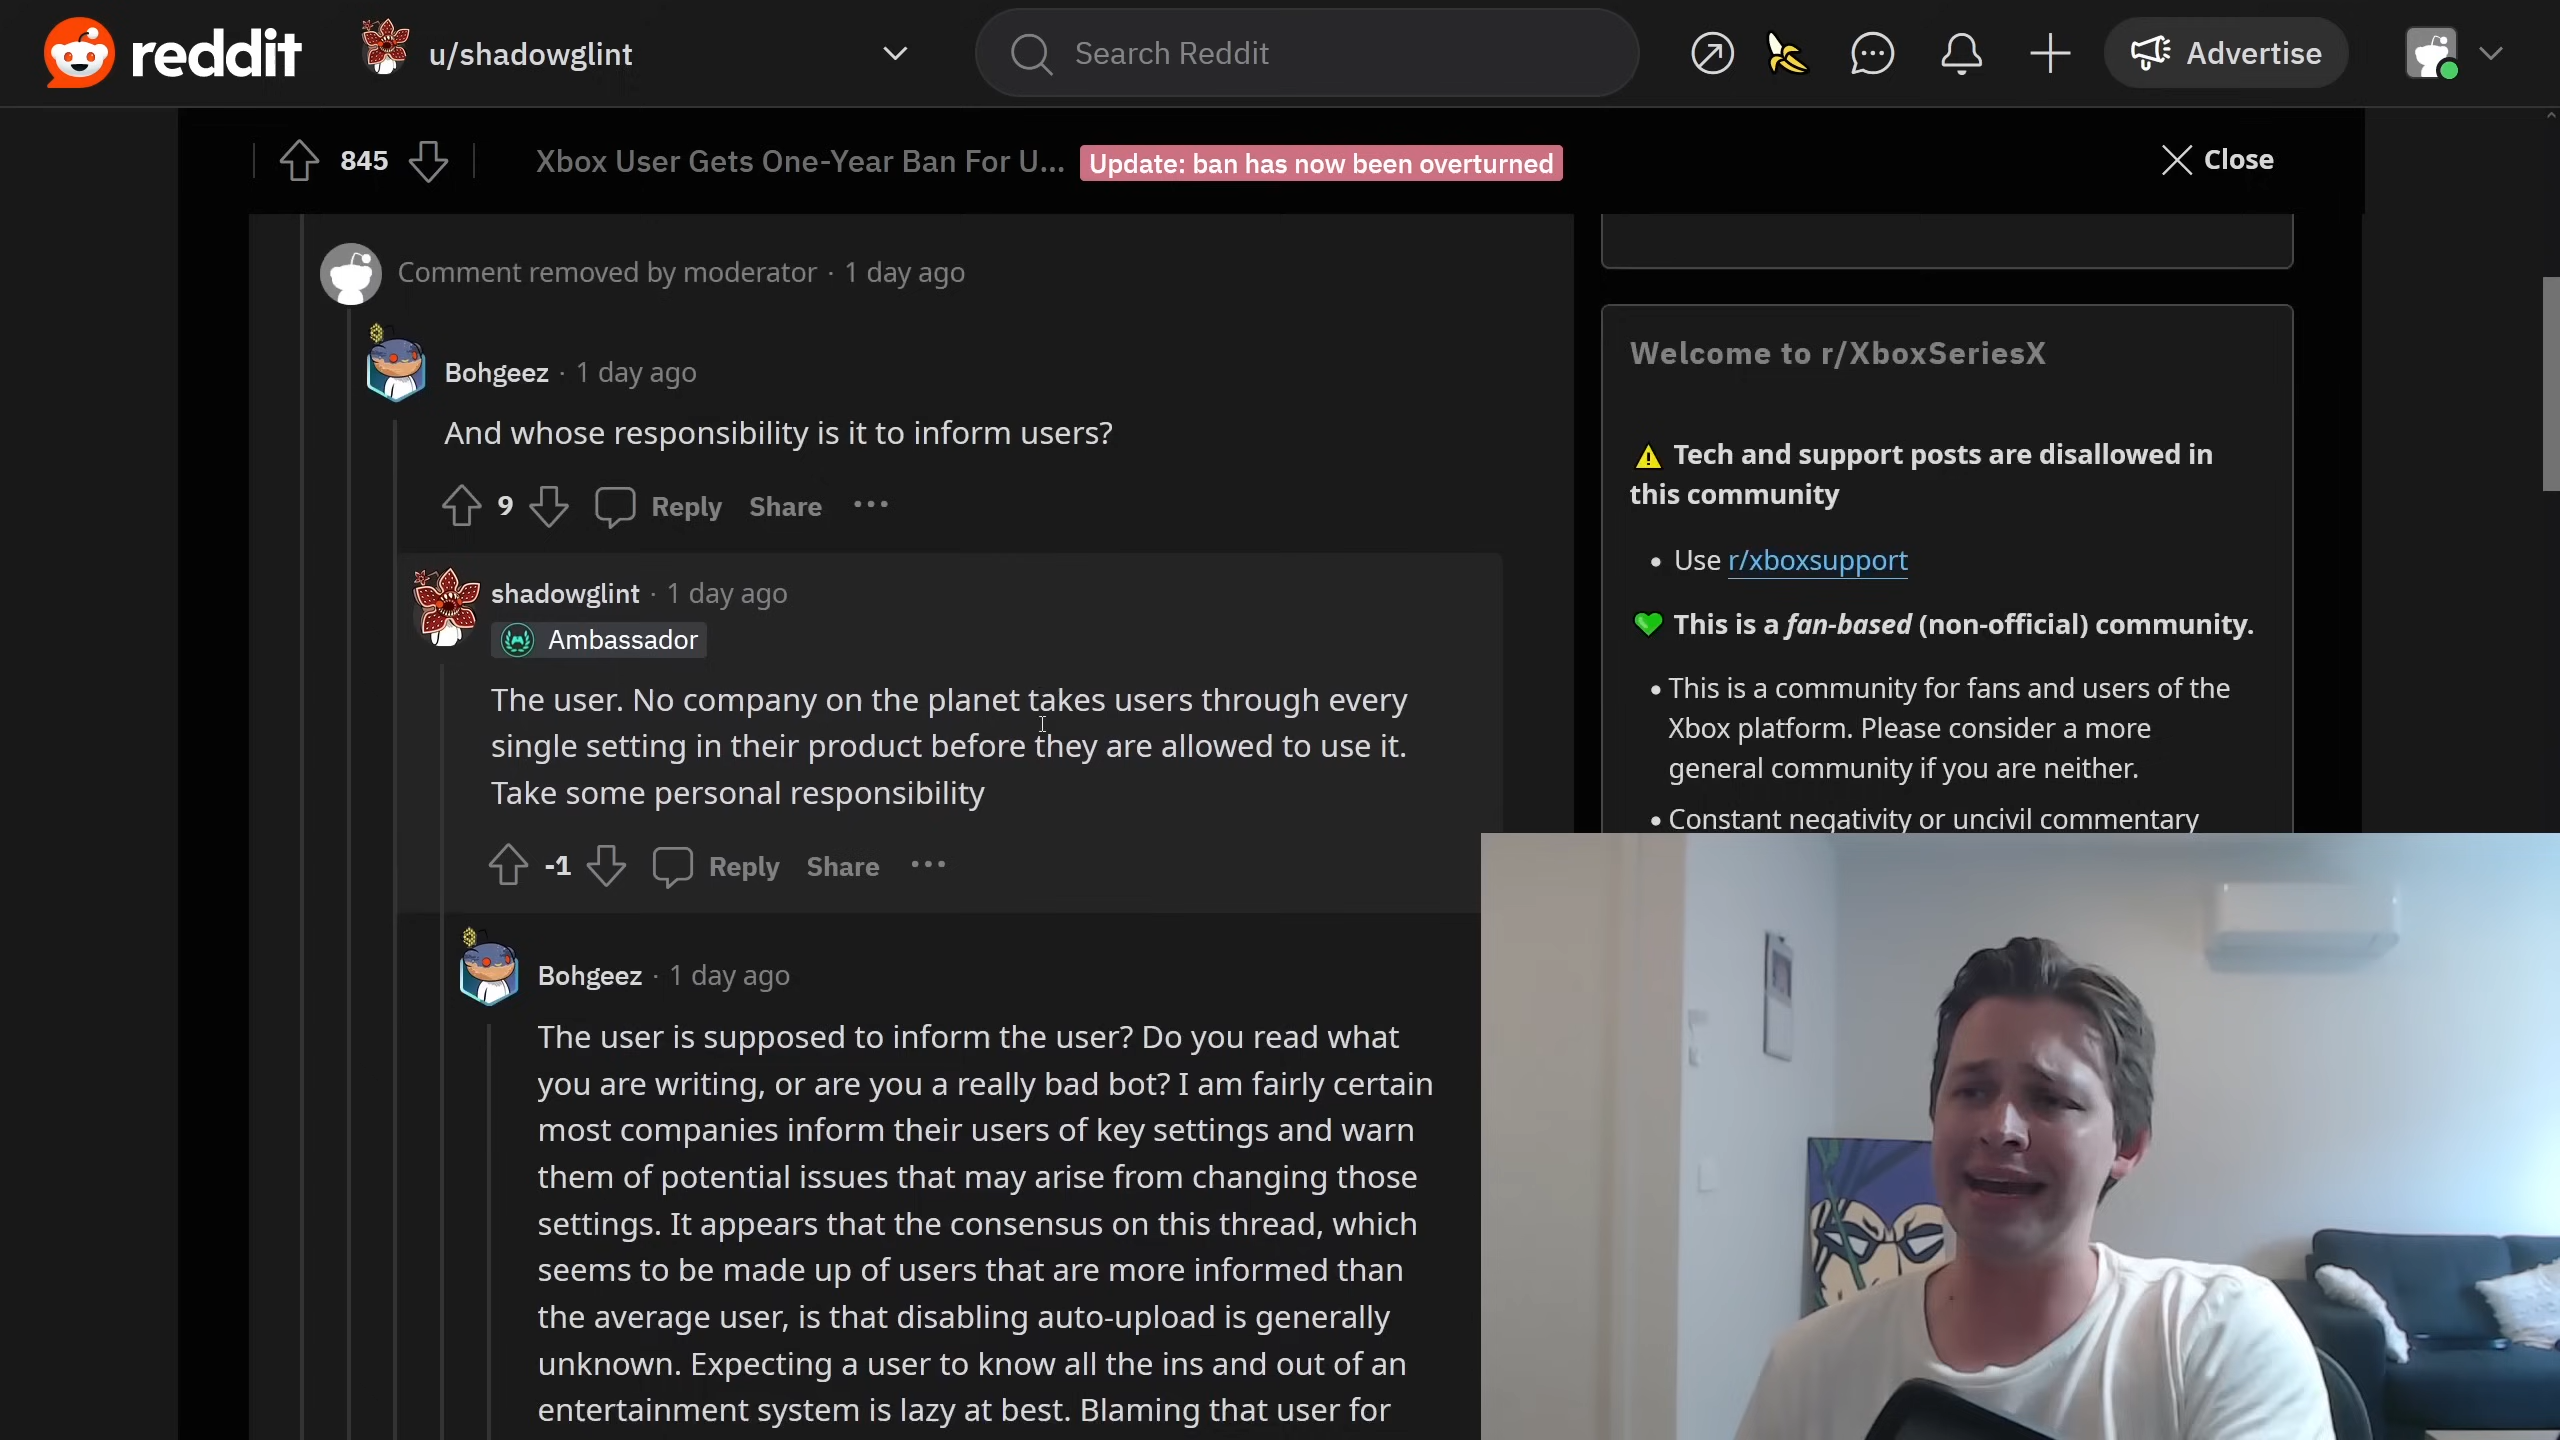 reddit u/shadowglint Search Reddit Advertise
845 Xbox User Gets One-Year Ban For U... Update: ban has now been overturned Close
Comment removed by moderator · 1 day ago
Bohgeez · 1 day ago
And whose responsibility is it to inform users?
9 Reply Share ...
shadowglint · 1 day ago
Ambassador
The user. No company on the planet takes users through every
single setting in their product before they are allowed to use it.
Take some personal responsibility
-1 Reply Share ...
Bohgeez · 1 day ago
The user is supposed to inform the user? Do you read what
you are writing, or are you a really bad bot? I am fairly certain
most companies inform their users of key settings and warn
them of potential issues that may arise from changing those
settings. It appears that the consensus on this thread, which
seems to be made up of users that are more informed than
the average user, is that disabling auto-upload is generally
unknown. Expecting a user to know all the ins and out of an
entertainment system is lazy at best. Blaming that user for
Welcome to r/XboxSeriesX
Tech and support posts are disallowed in
this community
• Use r/xboxsupport
This is a fan-based (non-official) community.
• This is a community for fans and users of the
Xbox platform. Please consider a more
general community if you are neither.
• Constant negativity or uncivil commentary